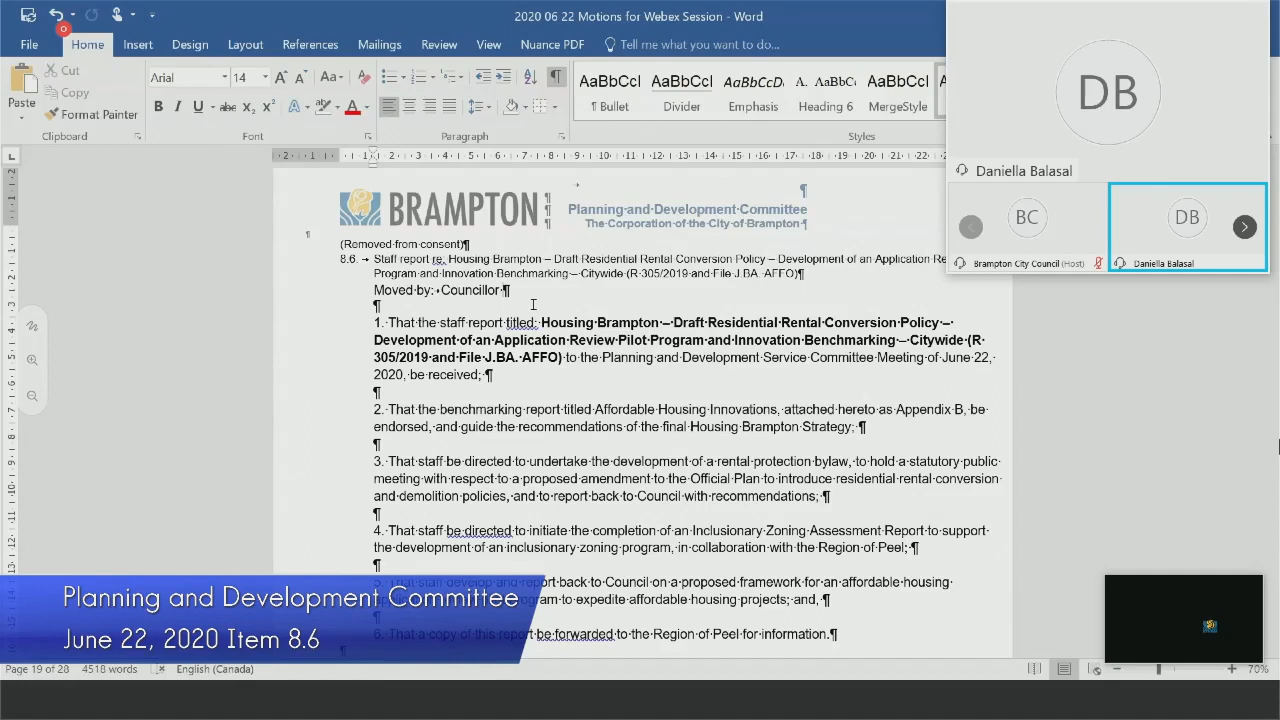 2020 06 22 Motions for Webex Session - Word
File Home Insert Design Layout References Mailings Review View Nuance PDF Tell me what you want to do...
Paste
Cut
Copy
Format Painter
Clipboard
Arial 14
Font
Paragraph
AaBbCcI AaBbCcI AaBbCcD AaBbC AaBbCcI
¶ Bullet Divider Emphasis Heading 6 MergeStyle
Styles
DB
Daniella Balasal
BC DB
Brampton City Council (Host) Daniella Balasal
BRAMPTON
Planning and Development Committee
The Corporation of the City of Brampton
(Removed from consent)
8.6. Staff report re. Housing Brampton – Draft Residential Rental Conversion Policy – Development of an Application
Program and Innovation Benchmarking – Citywide (R 305/2019 and File J.BA. AFFO)
Moved by: Councillor
1. That the staff report titled: Housing Brampton – Draft Residential Rental Conversion Policy –
Development of an Application Review Pilot Program and Innovation Benchmarking – Citywide (R
305/2019 and File J.BA. AFFO) to the Planning and Development Service Committee Meeting of June 22,
2020, be received;
2. That the benchmarking report titled Affordable Housing Innovations, attached hereto as Appendix B, be
endorsed, and guide the recommendations of the final Housing Brampton Strategy;
3. That staff be directed to undertake the development of a rental protection bylaw, to hold a statutory public
meeting with respect to a proposed amendment to the Official Plan to introduce residential rental conversion
and demolition policies, and to report back to Council with recommendations;
4. That staff be directed to initiate the completion of an Inclusionary Zoning Assessment Report to support
the development of an inclusionary zoning program, in collaboration with the Region of Peel;
5. That staff develop and report back to Council on a proposed framework for an affordable housing
to expedite affordable housing projects; and,
6. That a copy of this report be forwarded to the Region of Peel for information.
Planning and Development Committee
June 22, 2020 Item 8.6
Page 19 of 28 4518 words English (Canada) 70%